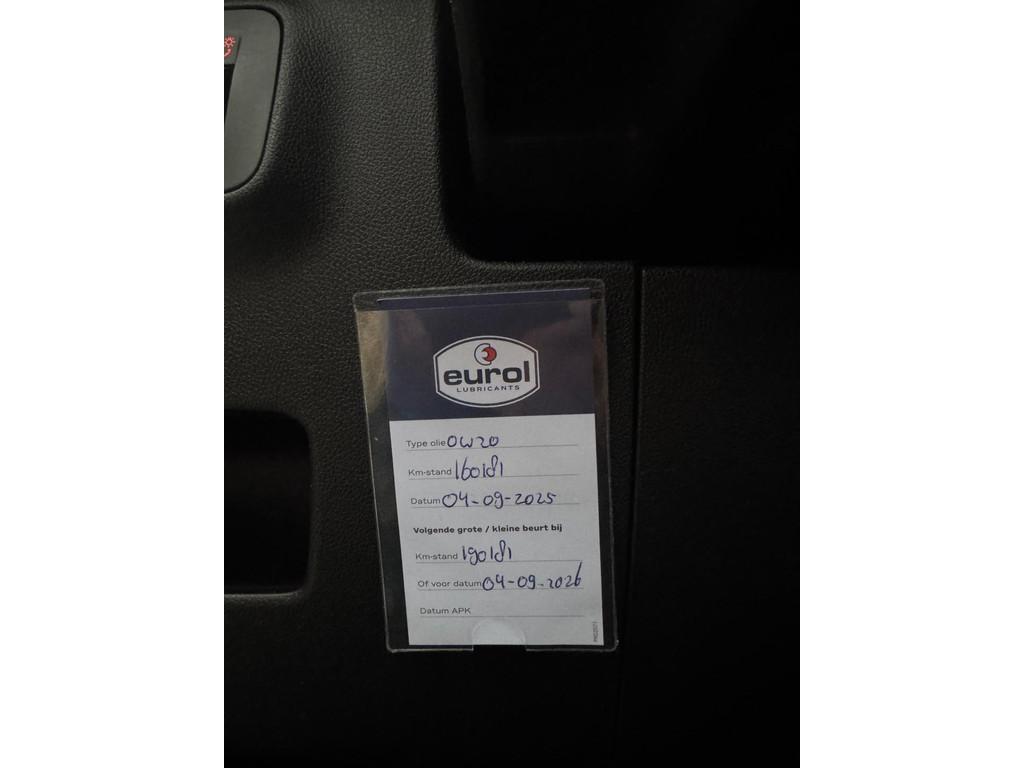 eurol
LUBRICANTS
Type olie 0W20
Km-stand 160181
Datum 04-09-2025
Volgende grote / kleine beurt bij
Km-stand 190181
Of voor datum 04-09-2026
Datum APK